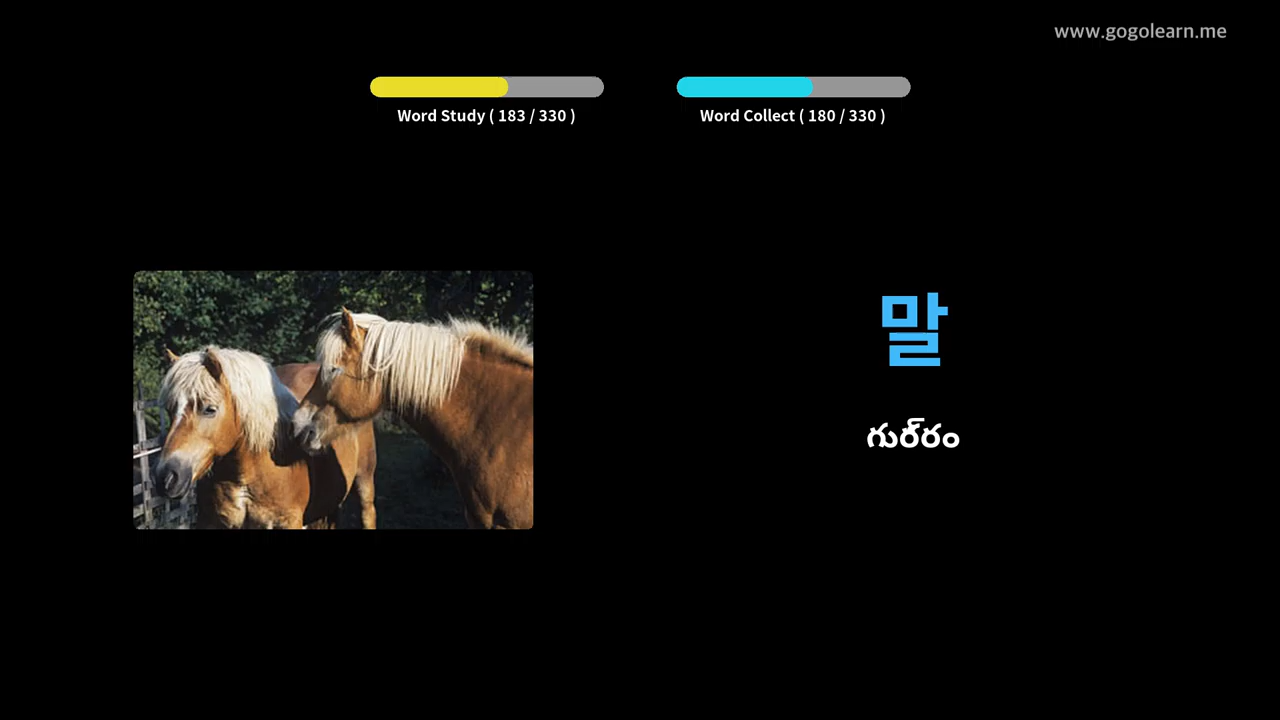 www.gogolearn.me
Word Study ( 183 / 330 )
Word Collect ( 180 / 330 )
말
గుర్రం